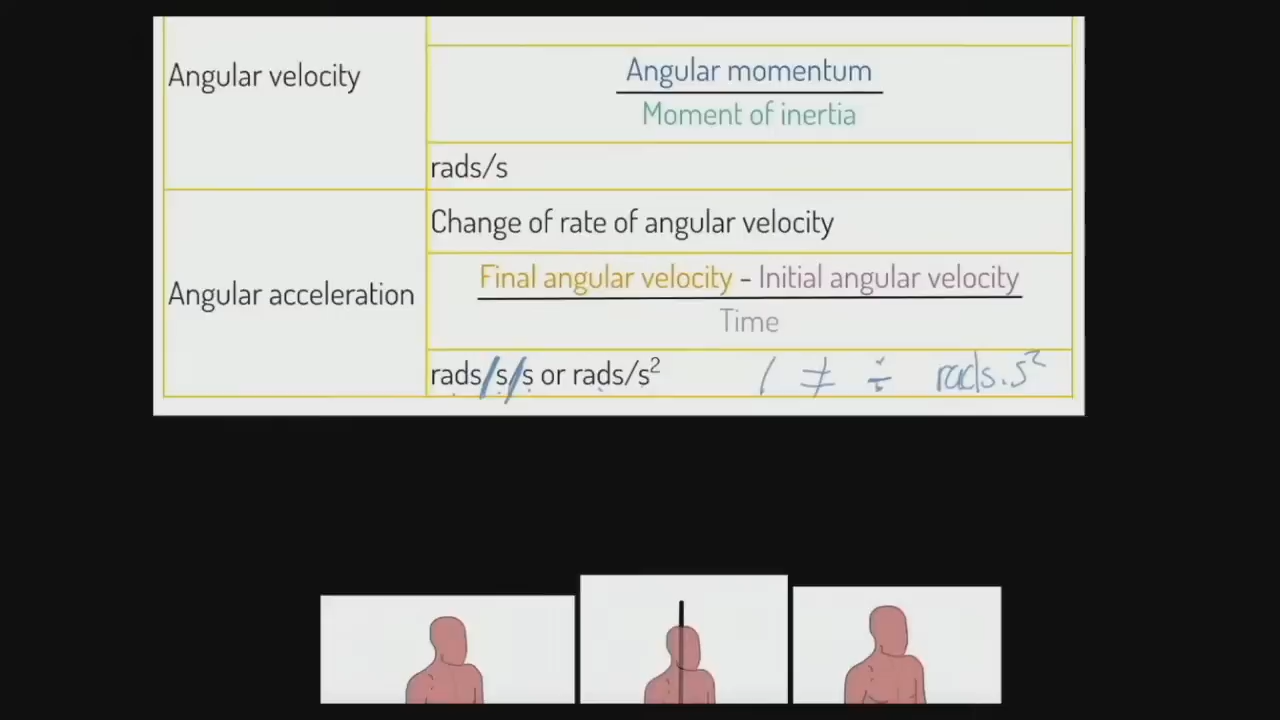 Angular velocity
Angular momentum
Moment of inertia
rads/s
Change of rate of angular velocity
Angular acceleration
Final angular velocity - Initial angular velocity
Time
rads/s/s or rads/s² / ≠ ÷ rads.s²